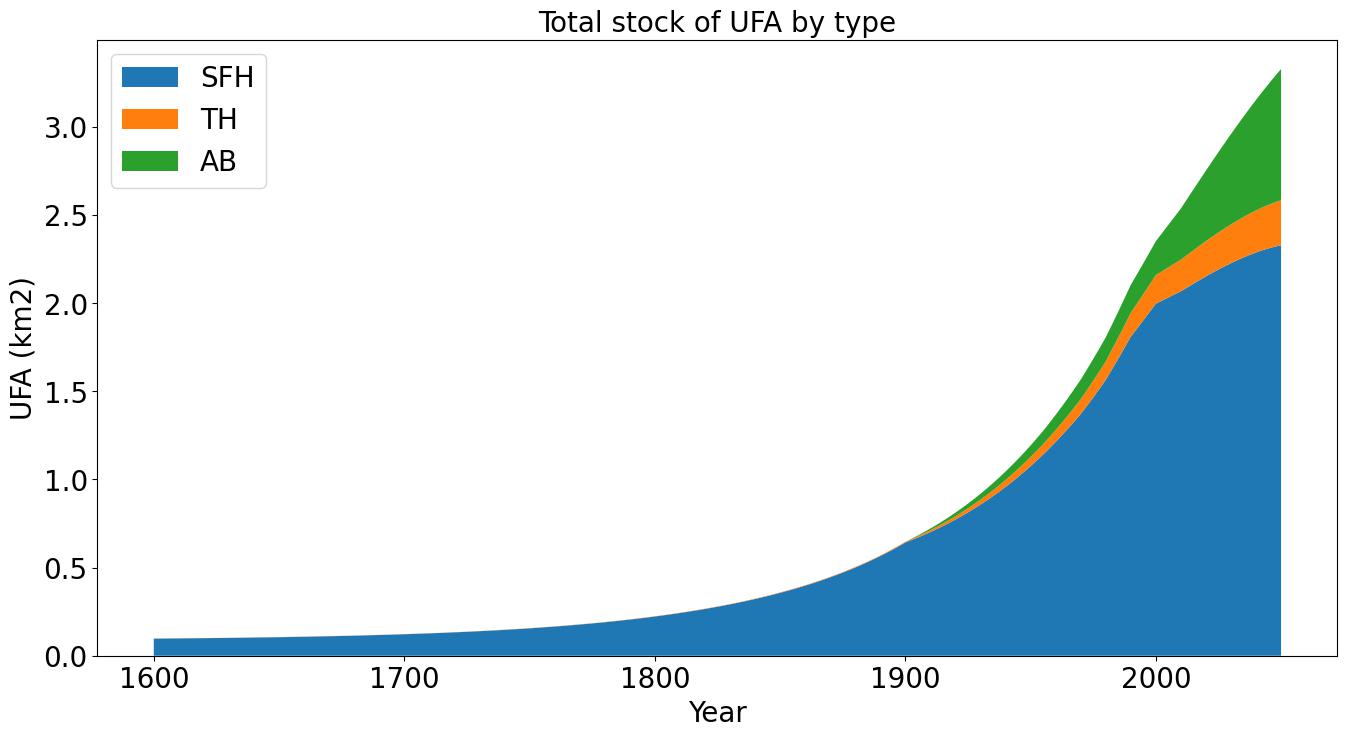 Total stock of UFA by type
SFH
TH
AB
UFA (km2)
3.0
2.5
2.0
1.5
1.0
0.5
0.0
1600 1700 1800 1900 2000
Year